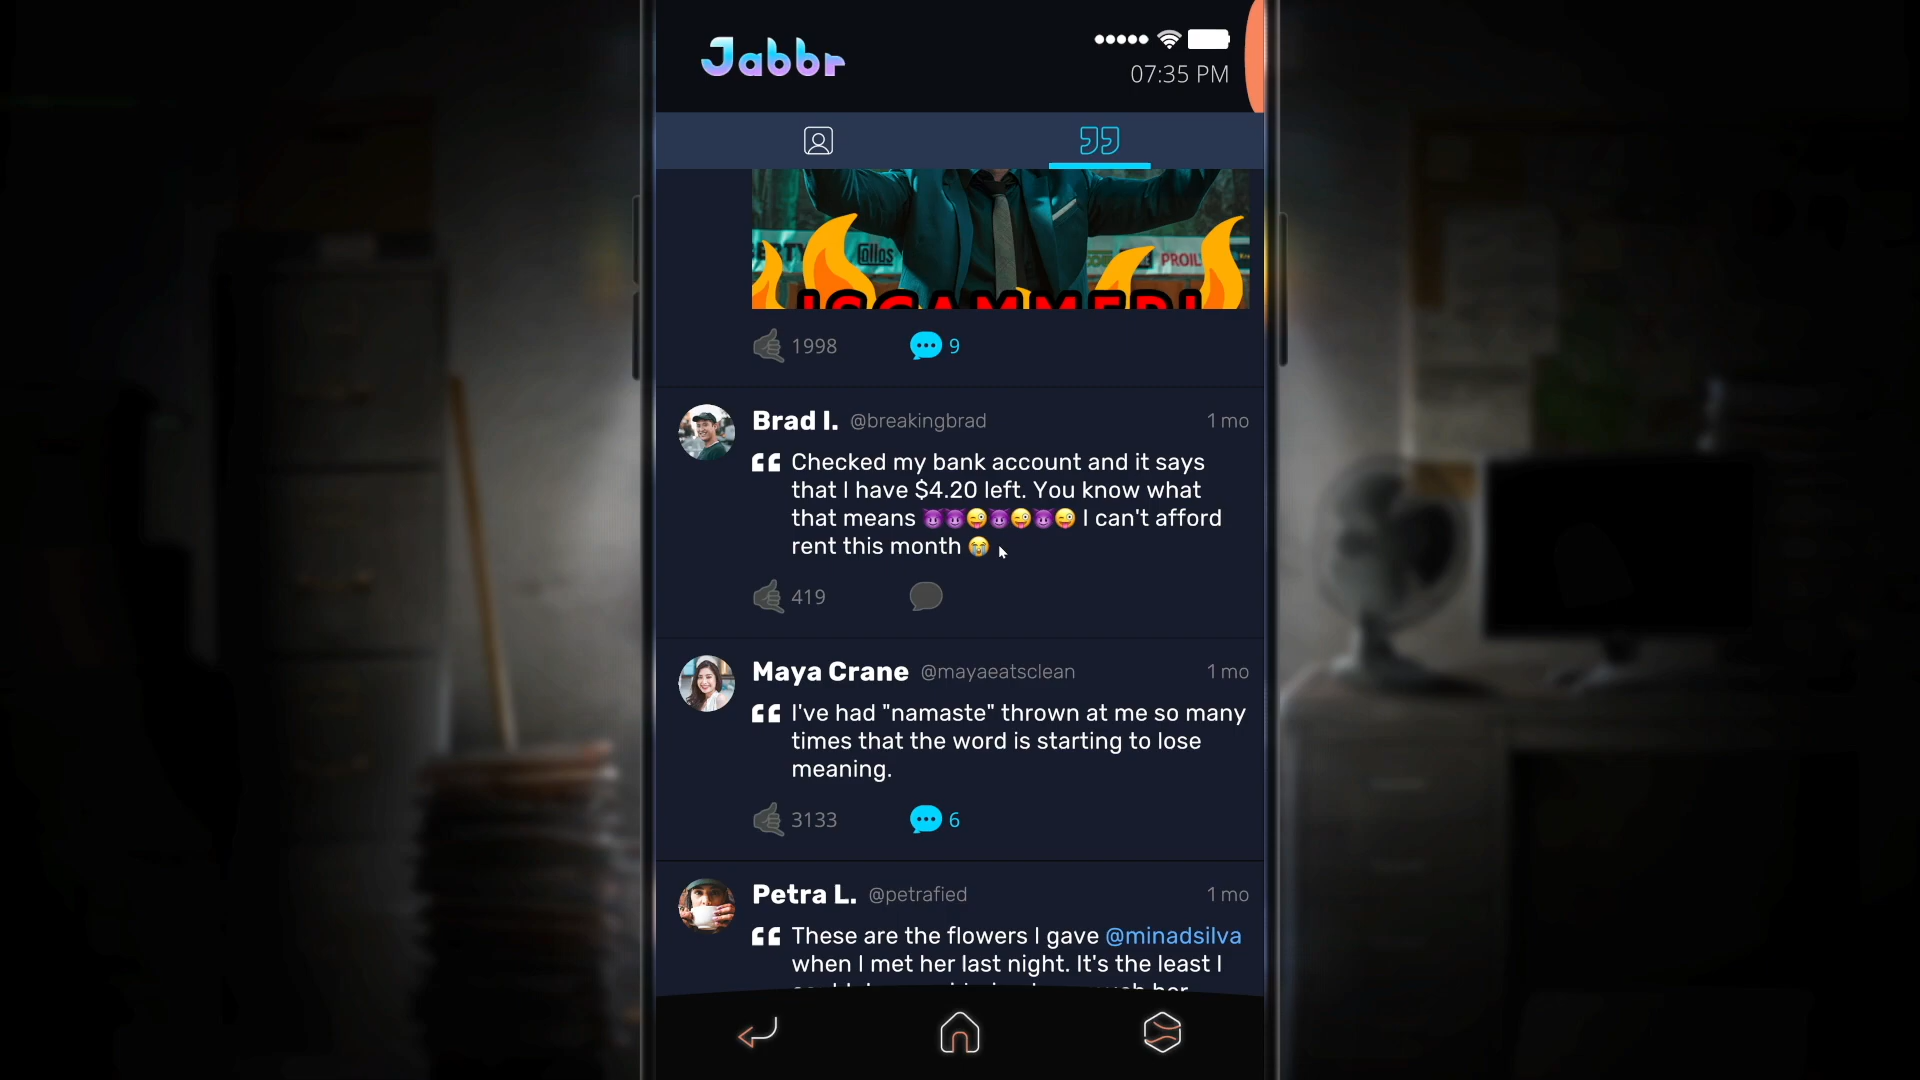 Jabbr
07:35 PM
Collos
!SCAMMED!
1998
9
Brad I. @breakingbrad 1 mo
Checked my bank account and it says
that I have $4.20 left. You know what
that means 😈😈😜😈😜😈😜 I can't afford
rent this month 😭
419
Maya Crane @mayaeatsclean 1 mo
I've had "namaste" thrown at me so many
times that the word is starting to lose
meaning.
3133
6
Petra L. @petrafied 1 mo
These are the flowers I gave @minadsilva
when I met her last night. It's the least I